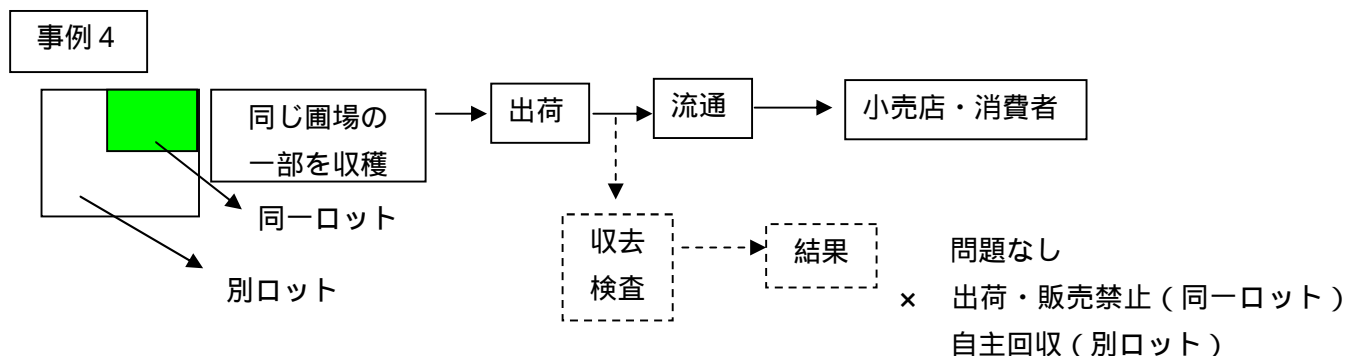 事例４
同じ圃場の
一部を収穫
出荷
流通
小売店・消費者
同一ロット
別ロット
収去
検査
結果
問題なし
× 出荷・販売禁止（同一ロット）
自主回収（別ロット）